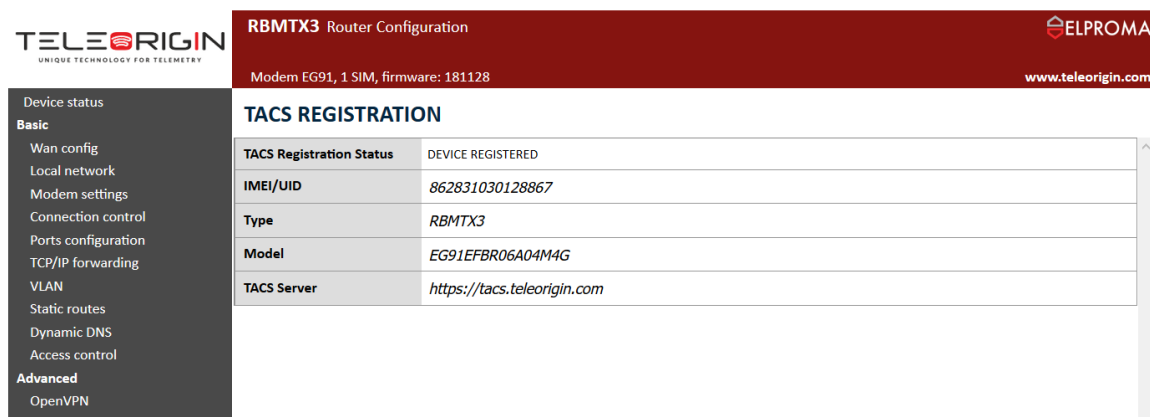 TELEORIGIN
UNIQUE TECHNOLOGY FOR TELEMETRY
RBMTX3 Router Configuration
ELPROMA
Modem EG91, 1 SIM, firmware: 181128
www.teleorigin.com
Device status
Basic
Wan config
Local network
Modem settings
Connection control
Ports configuration
TCP/IP forwarding
VLAN
Static routes
Dynamic DNS
Access control
Advanced
OpenVPN
TACS REGISTRATION
TACS Registration Status DEVICE REGISTERED
IMEI/UID 862831030128867
Type RBMTX3
Model EG91EFBR06A04M4G
TACS Server https://tacs.teleorigin.com